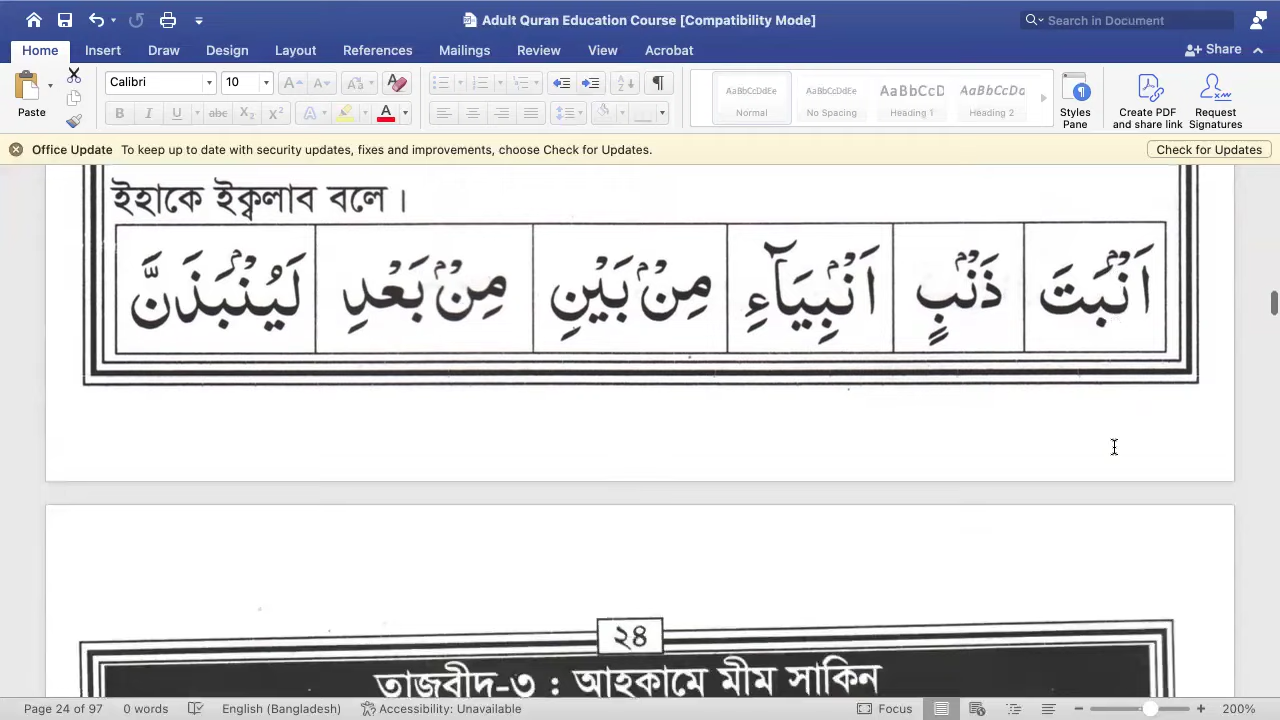 Adult Quran Education Course [Compatibility Mode]
Search in Document
Home Insert Draw Design Layout References Mailings Review View Acrobat
Share
Paste
Calibri 10
AaBbCcDdEe AaBbCcDdEe AaBbCcD AaBbCcDd
Normal No Spacing Heading 1 Heading 2
Styles Pane
Create PDF and share link
Request Signatures
Office Update To keep up to date with security updates, fixes and improvements, choose Check for Updates.
Check for Updates
ইহাকে ইক্বলাব বলে।
اَنْۢبَتَ ذَنْۢبٍ اَنْۢبِيَآءِ مِنْۢ بَيْنِ مِنْۢ بَعْدِ لَيُنْۢبَذَنَّ
২৪
তাজবীদ-৩ : আহকামে মীম সাকিন
Page 24 of 97 0 words English (Bangladesh) Accessibility: Unavailable Focus 200%